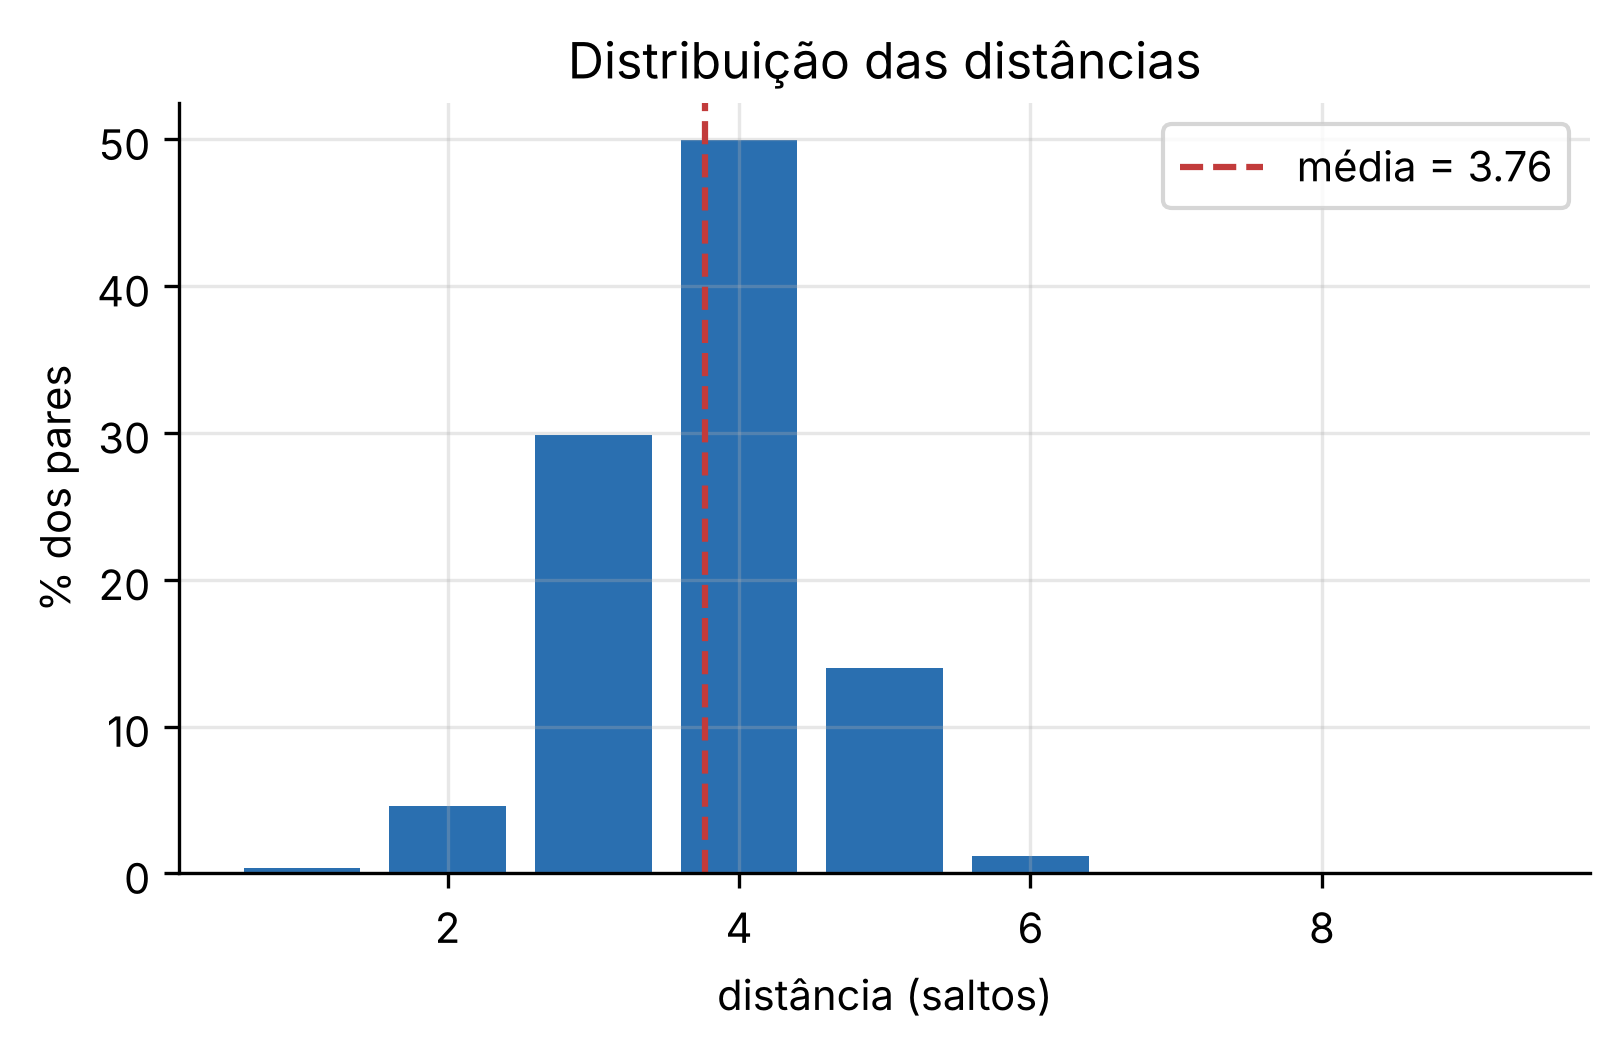 Distribuição das distâncias
média = 3.76
% dos pares
50
40
30
20
10
0
2 4 6 8
distância (saltos)